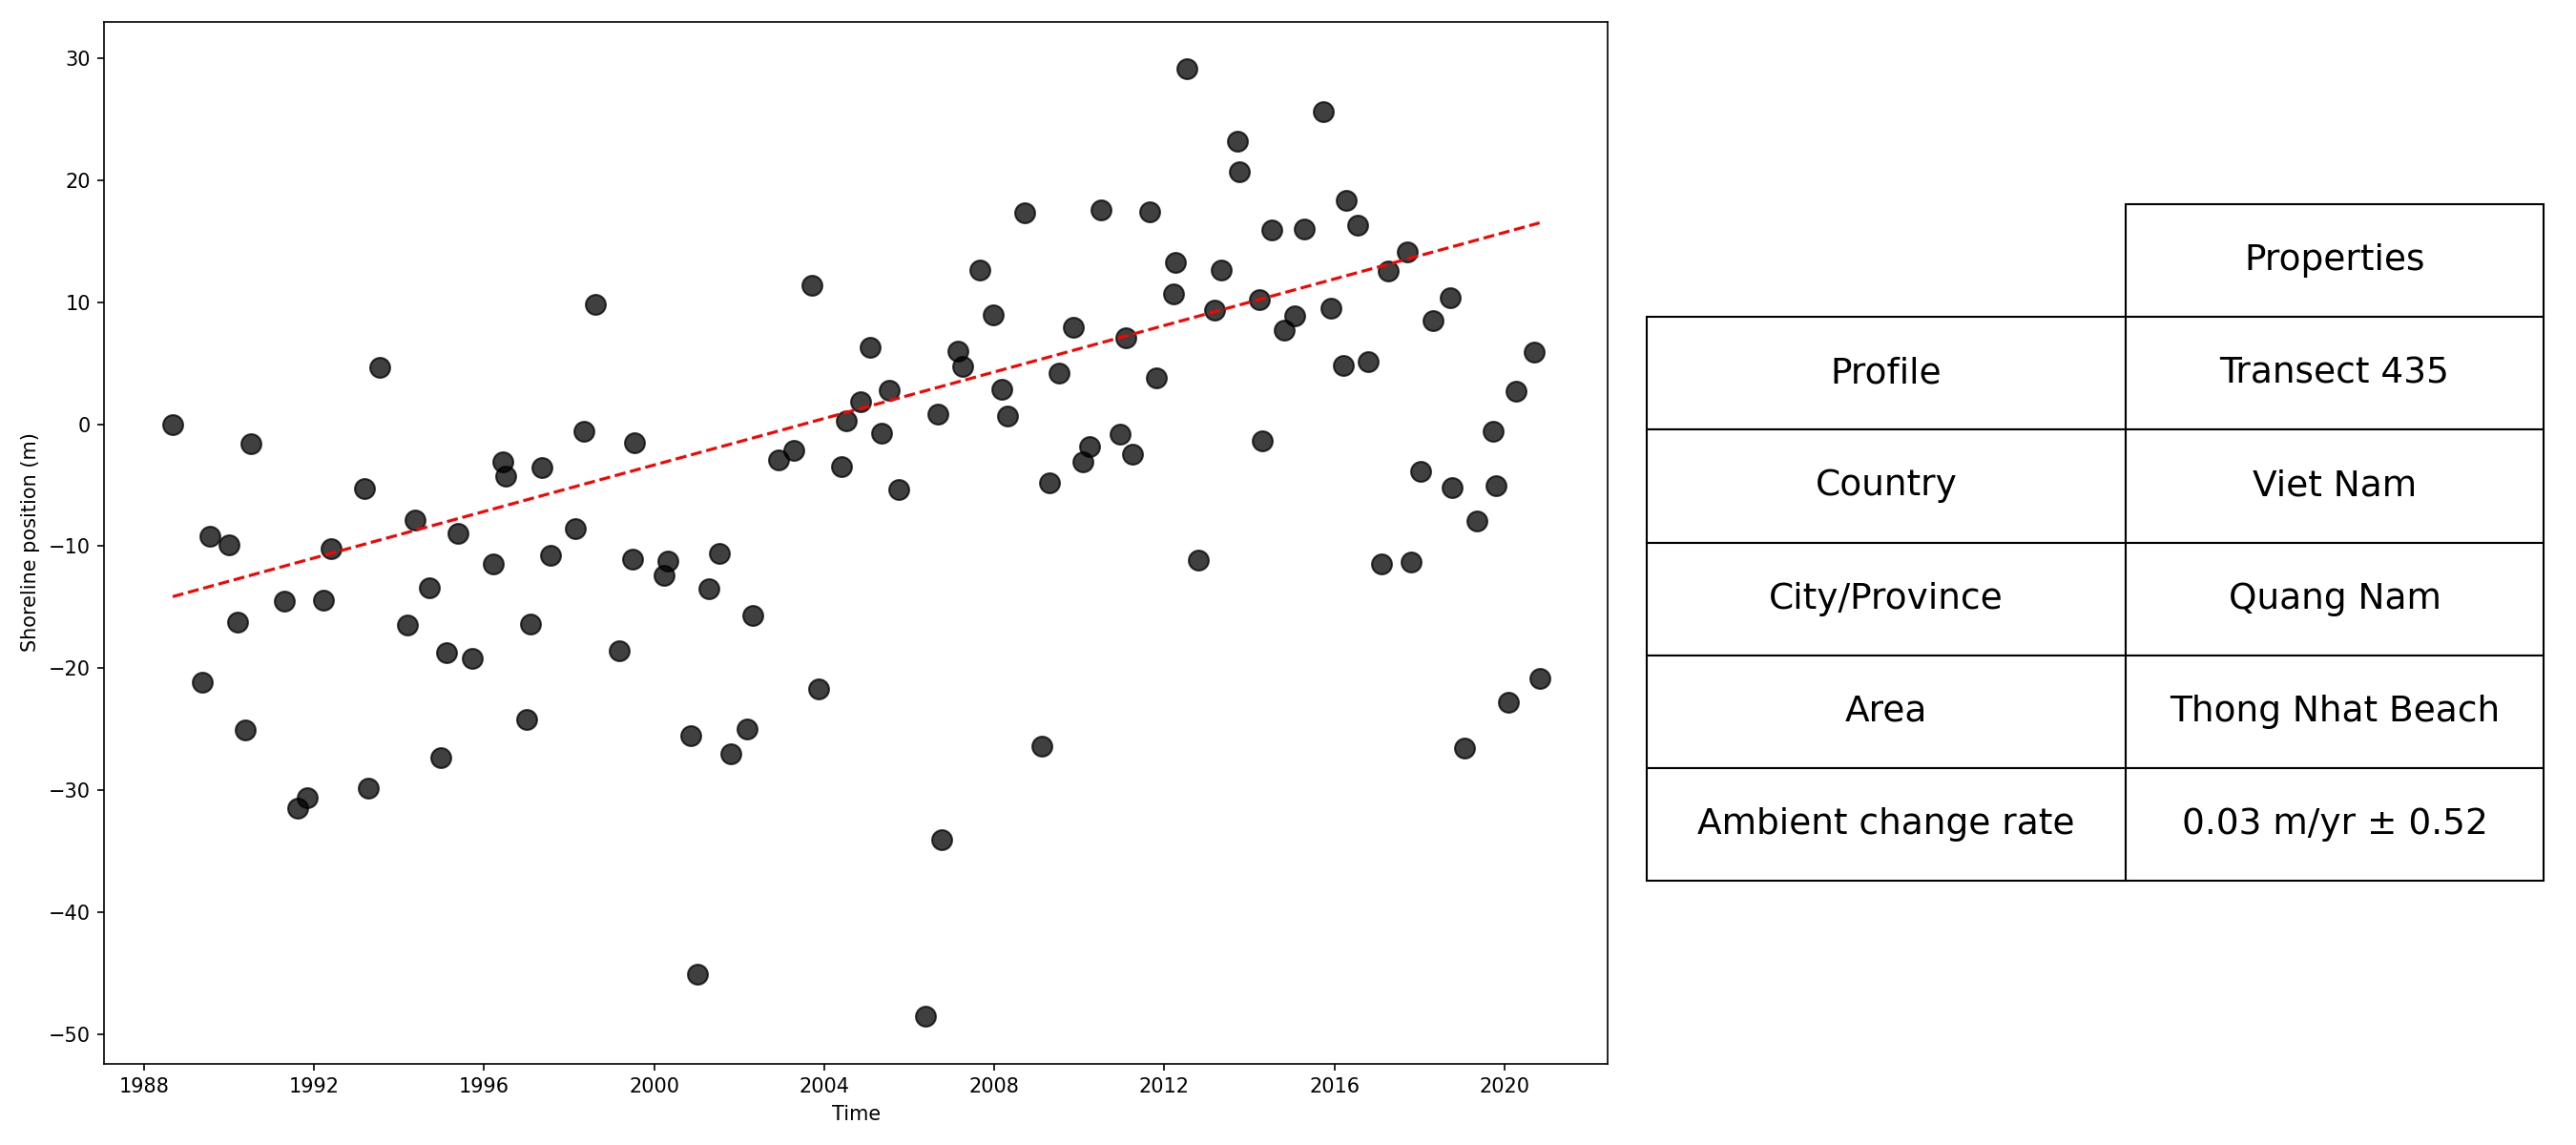 30
20
10
0
−10
−20
−30
−40
−50
Shoreline position (m)
1988 1992 1996 2000 2004 2008 2012 2016 2020
Time
Properties
Profile Transect 435
Country Viet Nam
City/Province Quang Nam
Area Thong Nhat Beach
Ambient change rate 0.03 m/yr ± 0.52